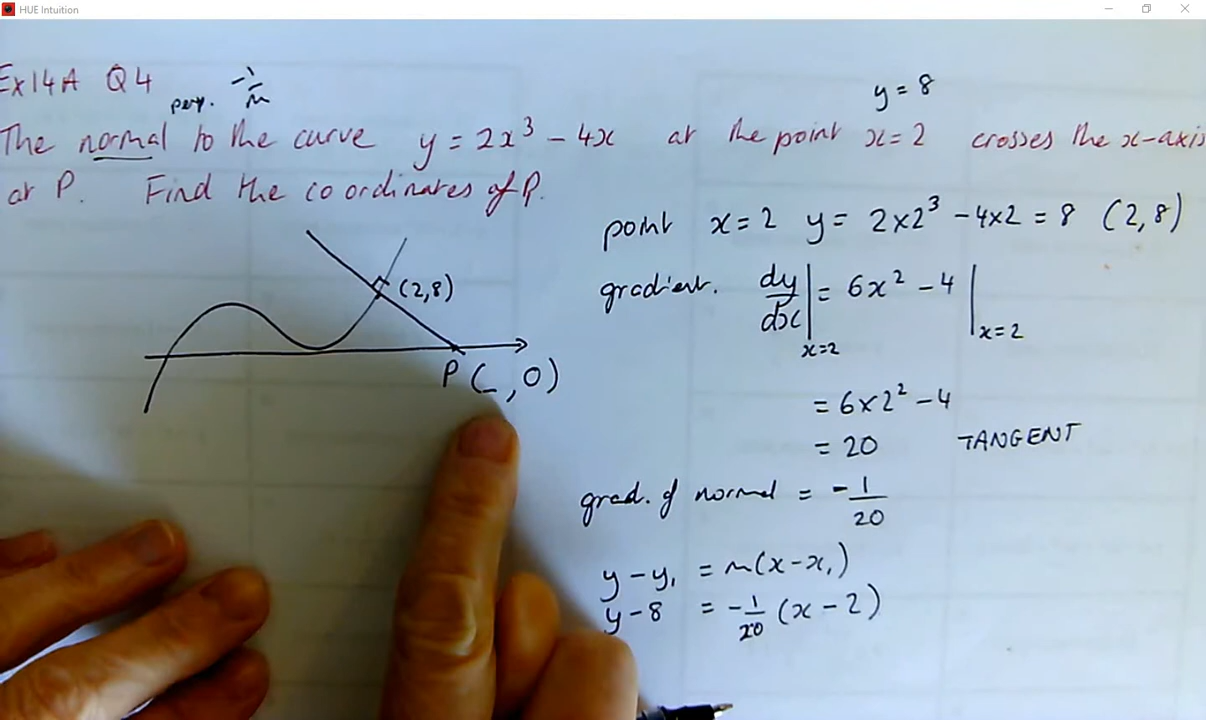 HUE Intuition
Ex14A Q4
perp. -1/m
y = 8
The normal to the curve y = 2x³ - 4x at the point x = 2 crosses the x-axis
at P. Find the coordinates of P.
point x = 2 y = 2×2³ - 4×2 = 8 (2,8)
gradient. dy/dx |x=2 = 6x² - 4 |x=2
= 6×2² - 4
= 20 TANGENT
grad. of normal = -1/20
y - y₁ = m(x - x₁)
y - 8 = -1/20 (x - 2)
(2,8)
P(_, 0)